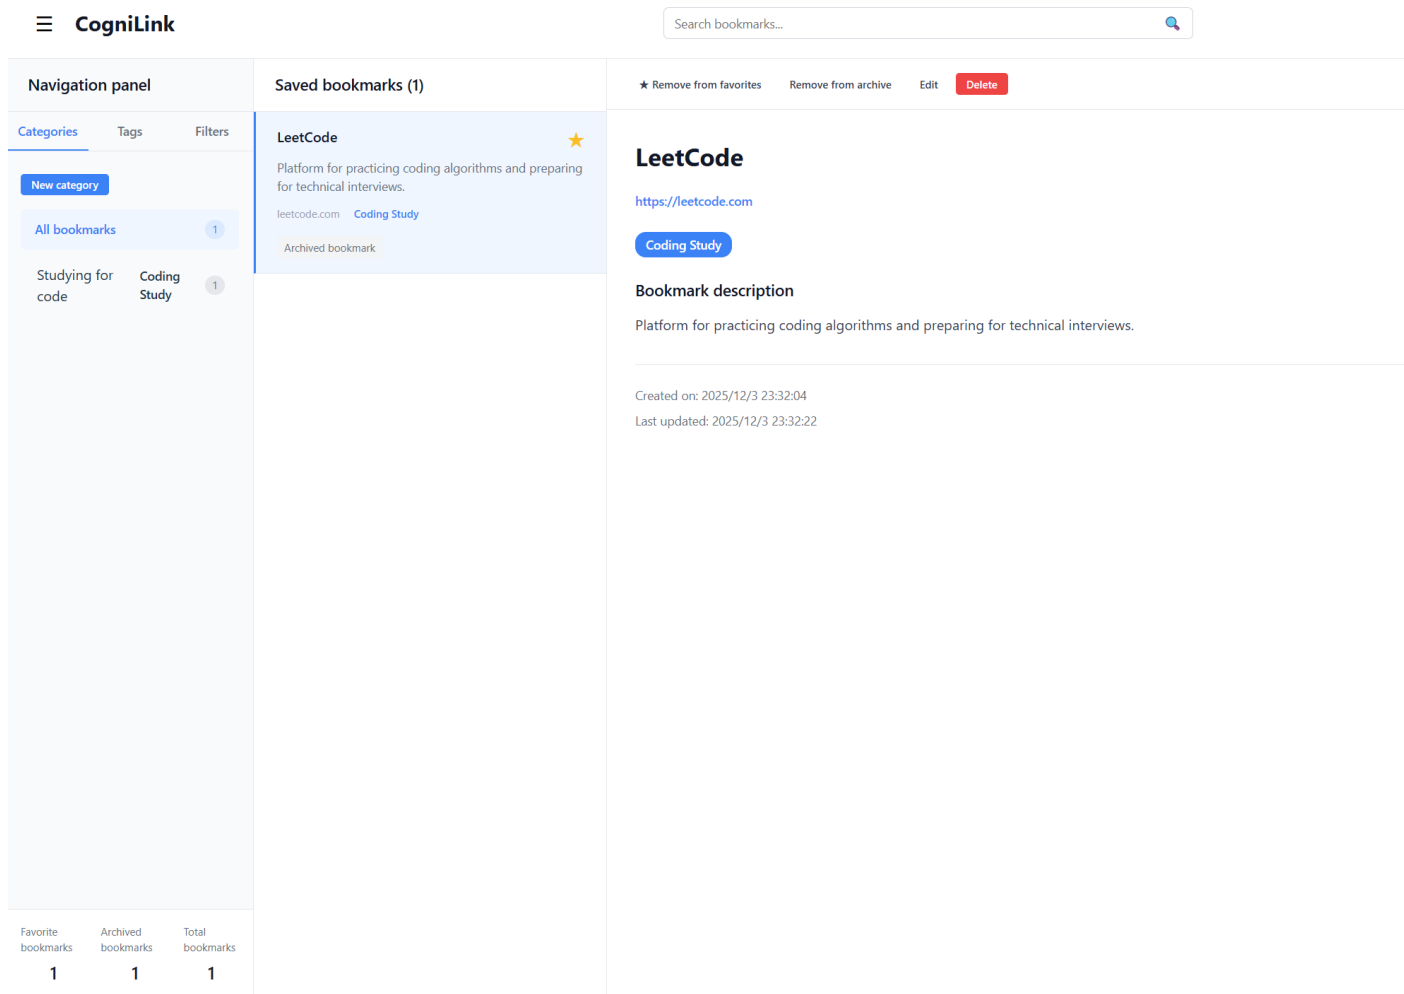 ☰ CogniLink
Search bookmarks...
Navigation panel
Categories Tags Filters
New category
All bookmarks 1
Studying for
code
Coding
Study
1
Favorite
bookmarks
1
Archived
bookmarks
1
Total
bookmarks
1
Saved bookmarks (1)
LeetCode ★
Platform for practicing coding algorithms and preparing
for technical interviews.
leetcode.com Coding Study
Archived bookmark
★ Remove from favorites Remove from archive Edit Delete
LeetCode
https://leetcode.com
Coding Study
Bookmark description
Platform for practicing coding algorithms and preparing for technical interviews.
Created on: 2025/12/3 23:32:04
Last updated: 2025/12/3 23:32:22